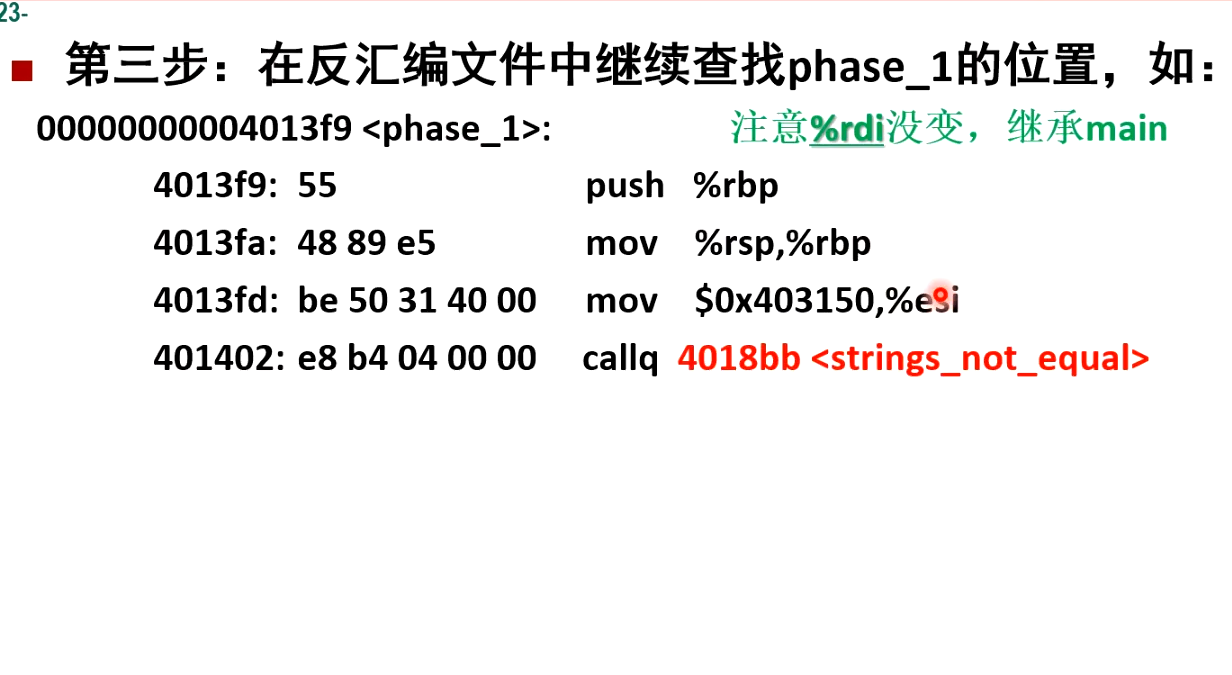 23-
■ 第三步：在反汇编文件中继续查找phase_1的位置，如：
00000000004013f9 <phase_1>: 注意%rdi没变，继承main
4013f9: 55 push %rbp
4013fa: 48 89 e5 mov %rsp,%rbp
4013fd: be 50 31 40 00 mov $0x403150,%esi
401402: e8 b4 04 00 00 callq 4018bb <strings_not_equal>